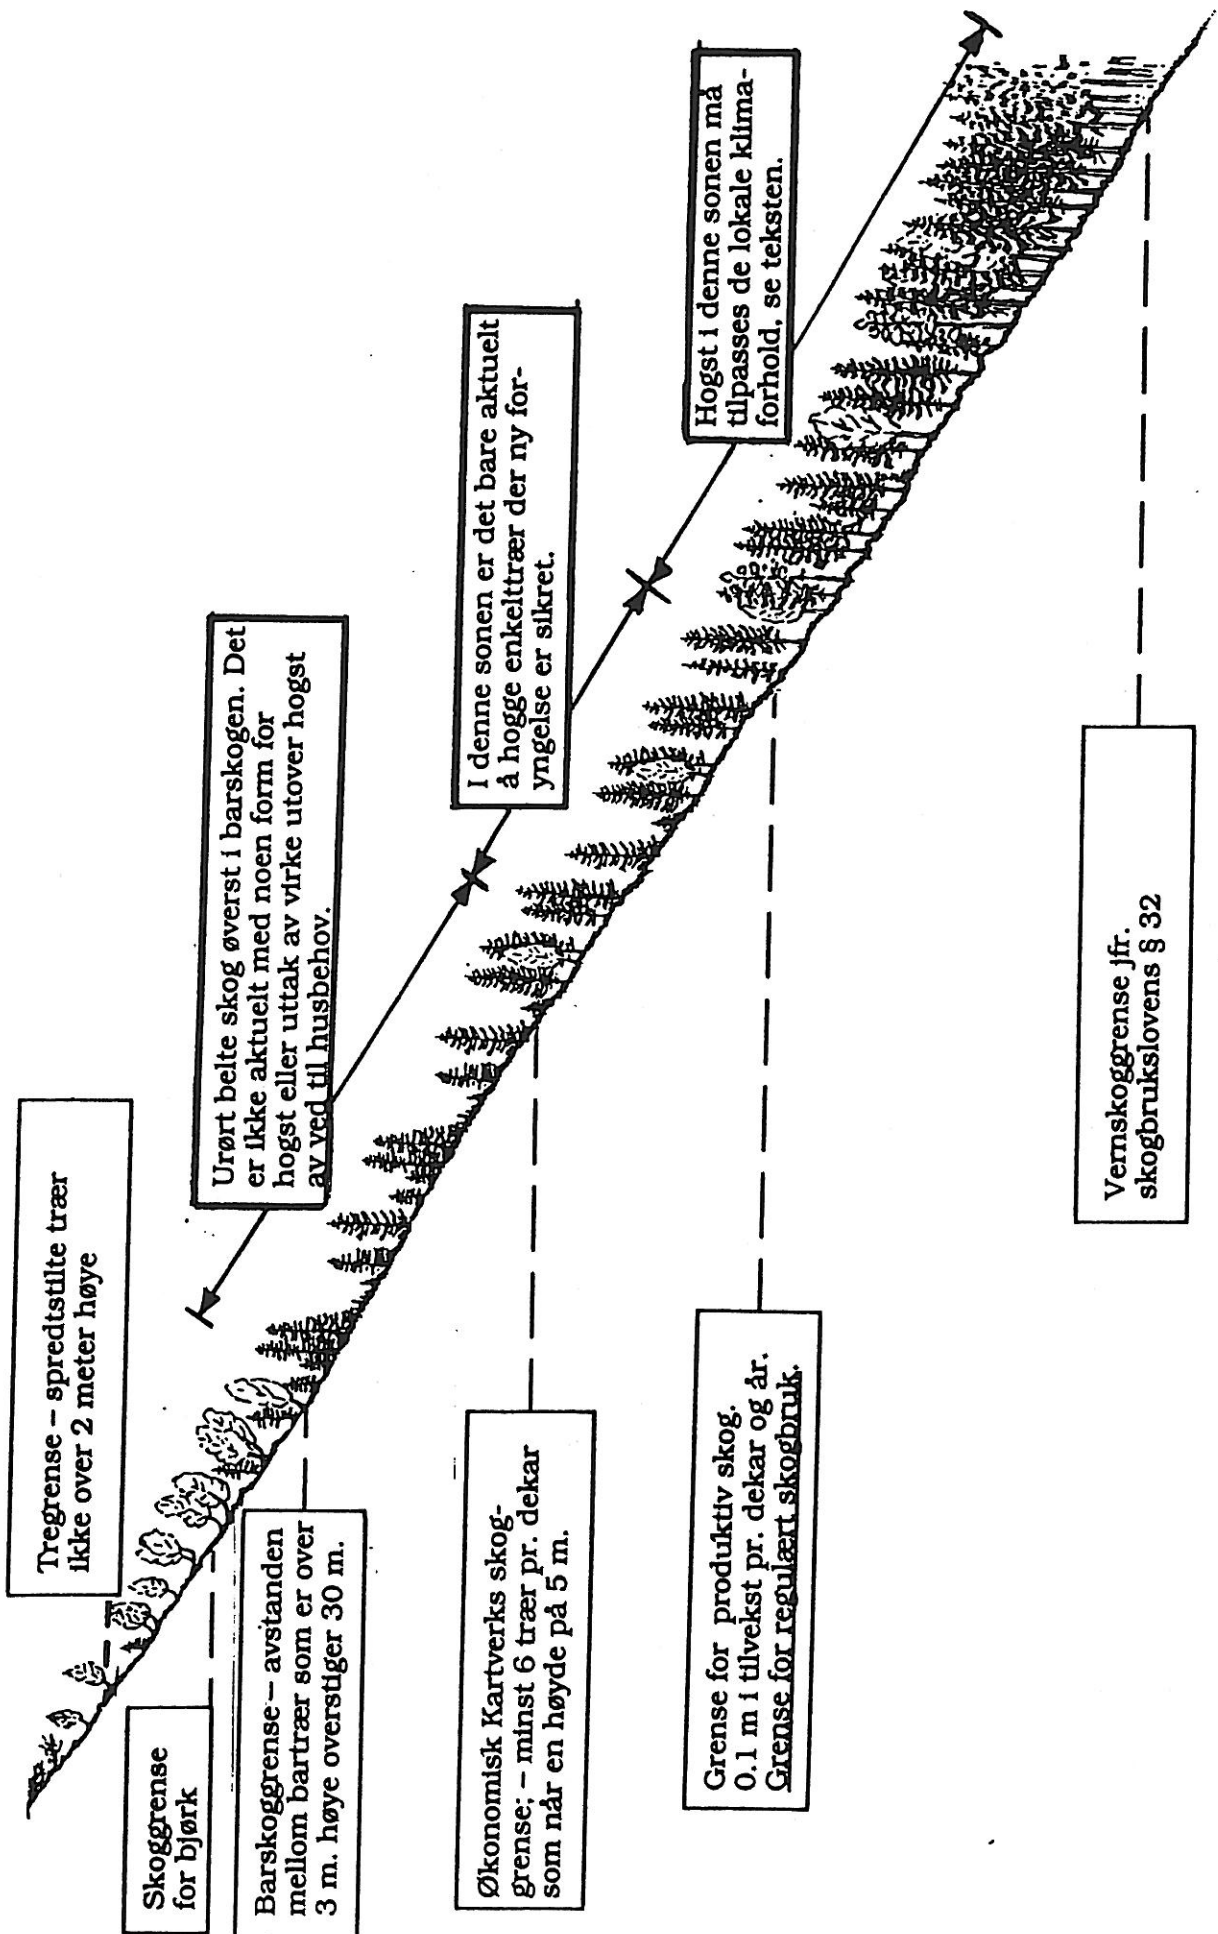 Tregrense – spredtstilte trær
ikke over 2 meter høye
Skoggrense
for bjørk
Barskoggrense – avstanden
mellom bartrær som er over
3 m. høye overstiger 30 m.
Økonomisk Kartverks skog-
grense; – minst 6 trær pr. dekar
som når en høyde på 5 m.
Grense for produktiv skog.
0.1 m i tilvekst pr. dekar og år.
Grense for regulært skogbruk.
Vernskoggrense jfr.
skogbrukslovens § 32
Urørt belte skog øverst i barskogen. Det
er ikke aktuelt med noen form for
hogst eller uttak av virke utover hogst
av ved til husbehov.
I denne sonen er det bare aktuelt
å hogge enkelttrær der ny for-
yngelse er sikret.
Hogst i denne sonen må
tilpasses de lokale klima-
forhold, se teksten.